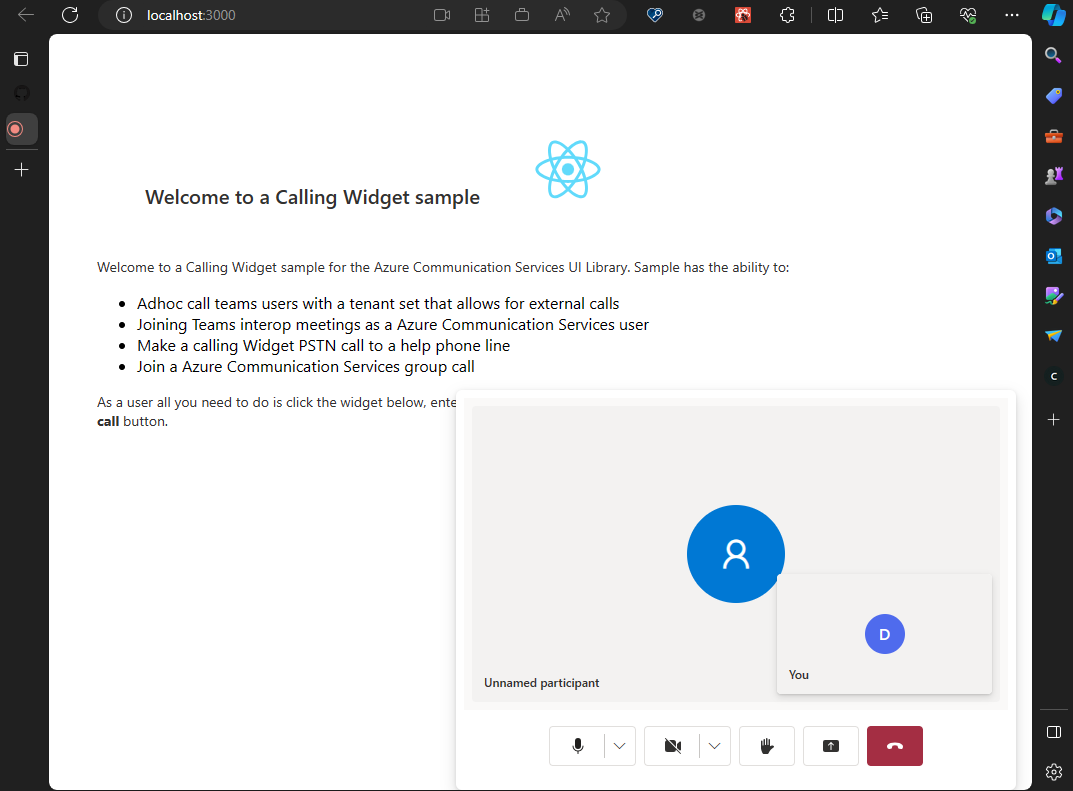 localhost:3000
Welcome to a Calling Widget sample
Welcome to a Calling Widget sample for the Azure Communication Services UI Library. Sample has the ability to:
Adhoc call teams users with a tenant set that allows for external calls
Joining Teams interop meetings as a Azure Communication Services user
Make a calling Widget PSTN call to a help phone line
Join a Azure Communication Services group call
As a user all you need to do is click the widget below, ente
call button.
D
You
Unnamed participant
C